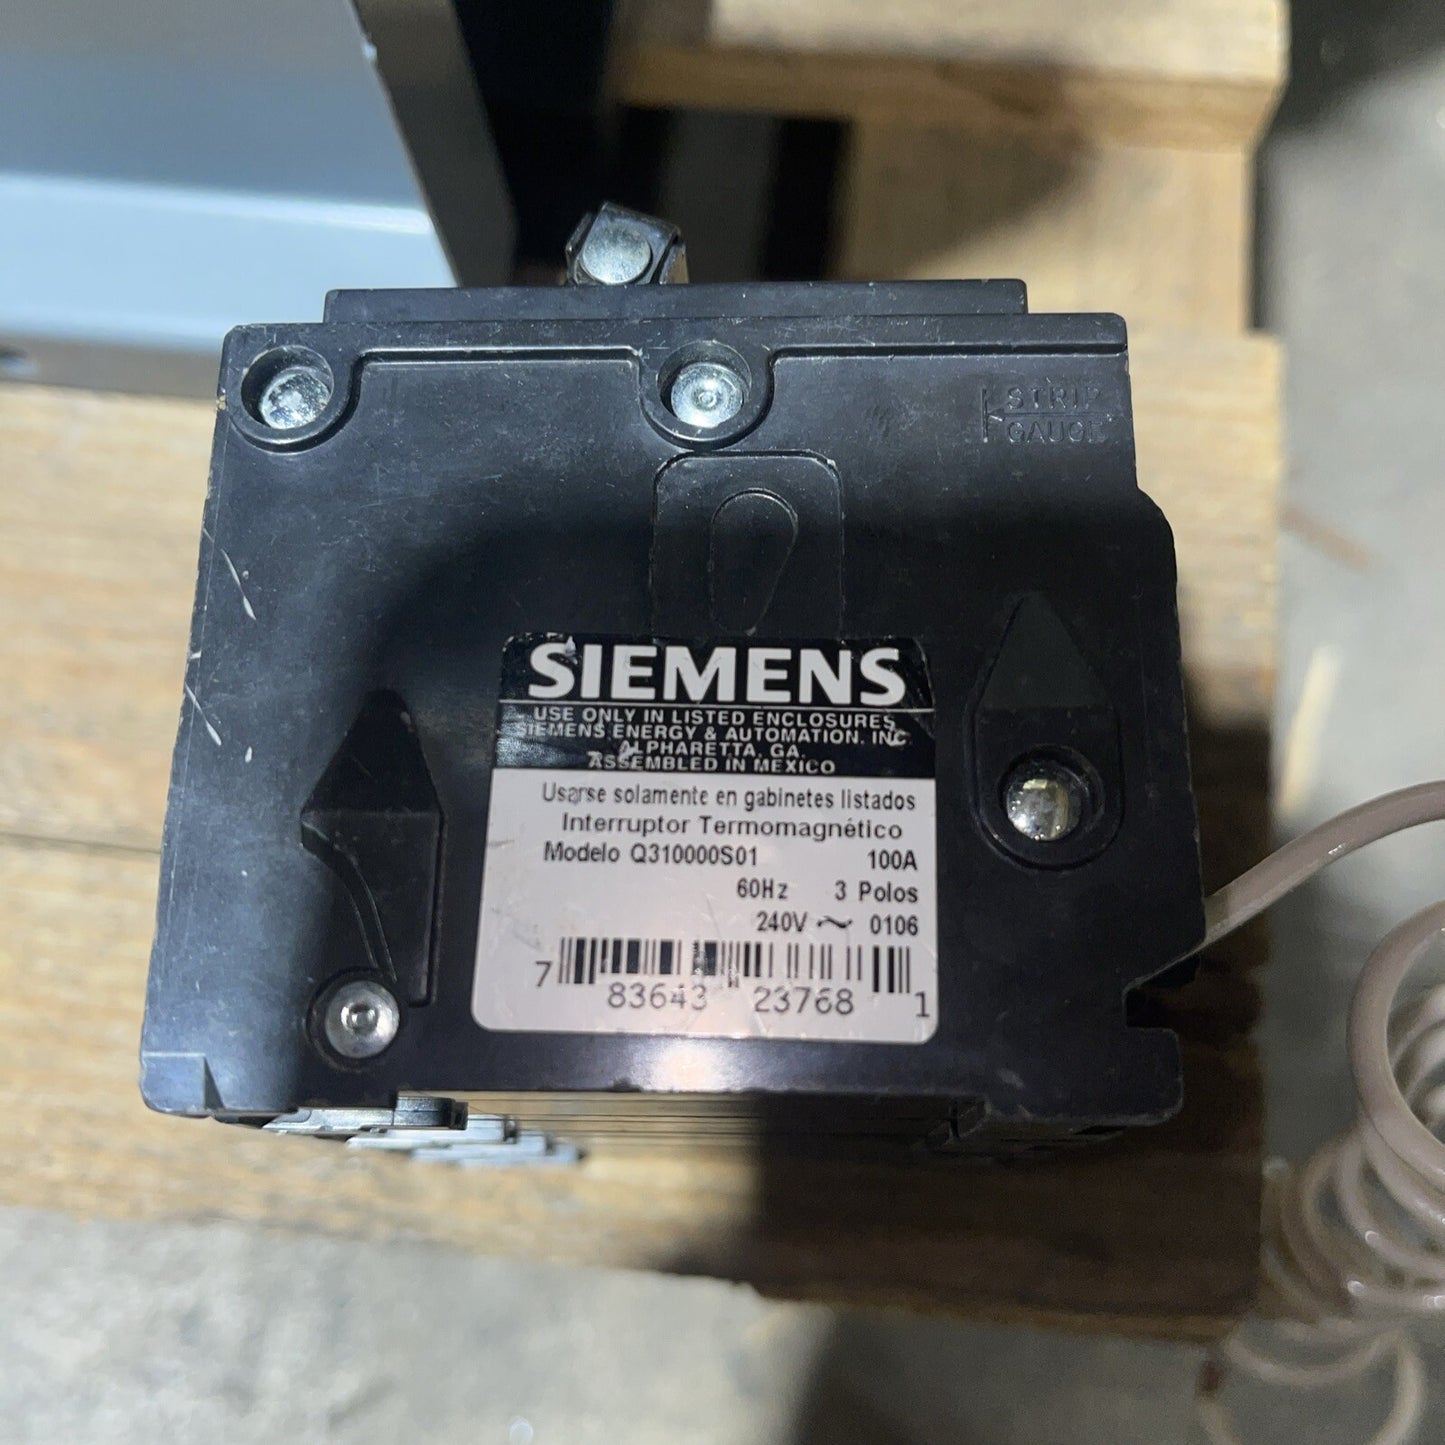 STRIP
GAUGE
SIEMENS
USE ONLY IN LISTED ENCLOSURES
SIEMENS ENERGY & AUTOMATION, INC.
ALPHARETTA, GA.
ASSEMBLED IN MEXICO
Usarse solamente en gabinetes listados
Interruptor Termomagnético
Modelo Q310000S01 100A
60Hz 3 Polos
240V ~ 0106
7 83643 23768 1